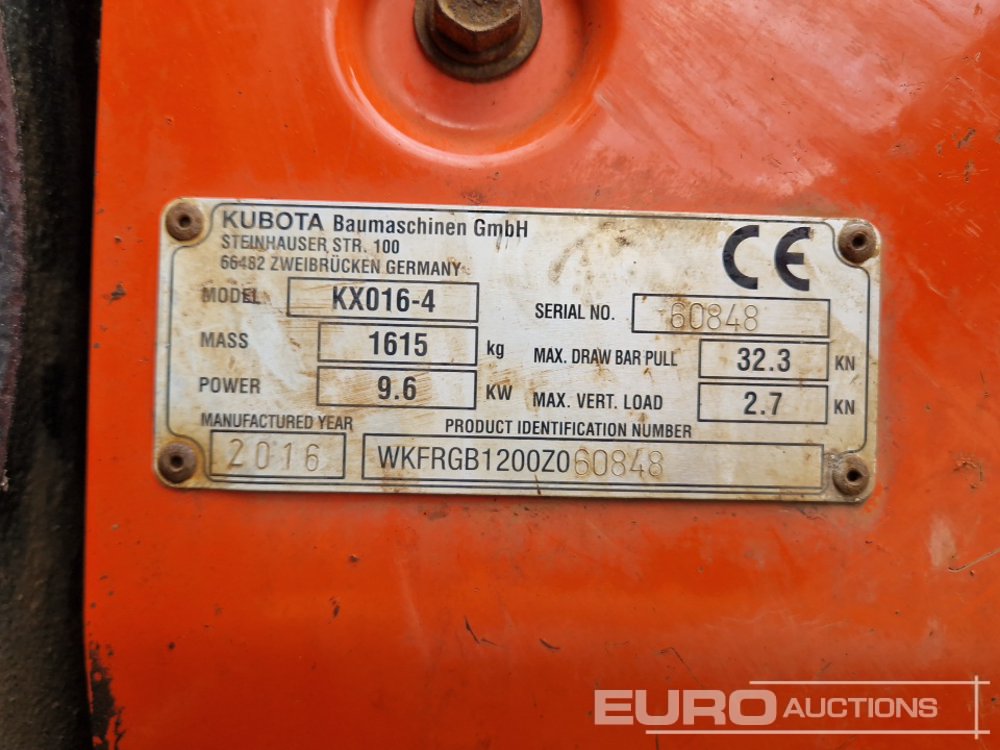 KUBOTA Baumaschinen GmbH
STEINHAUSER STR. 100
66482 ZWEIBRÜCKEN GERMANY
CE
MODEL KX016-4
SERIAL NO. 60848
MASS 1615 kg
MAX. DRAW BAR PULL 32.3 KN
POWER 9.6 KW
MAX. VERT. LOAD 2.7 KN
MANUFACTURED YEAR 2016
PRODUCT IDENTIFICATION NUMBER
WKFRGB1200Z060848
EURO AUCTIONS